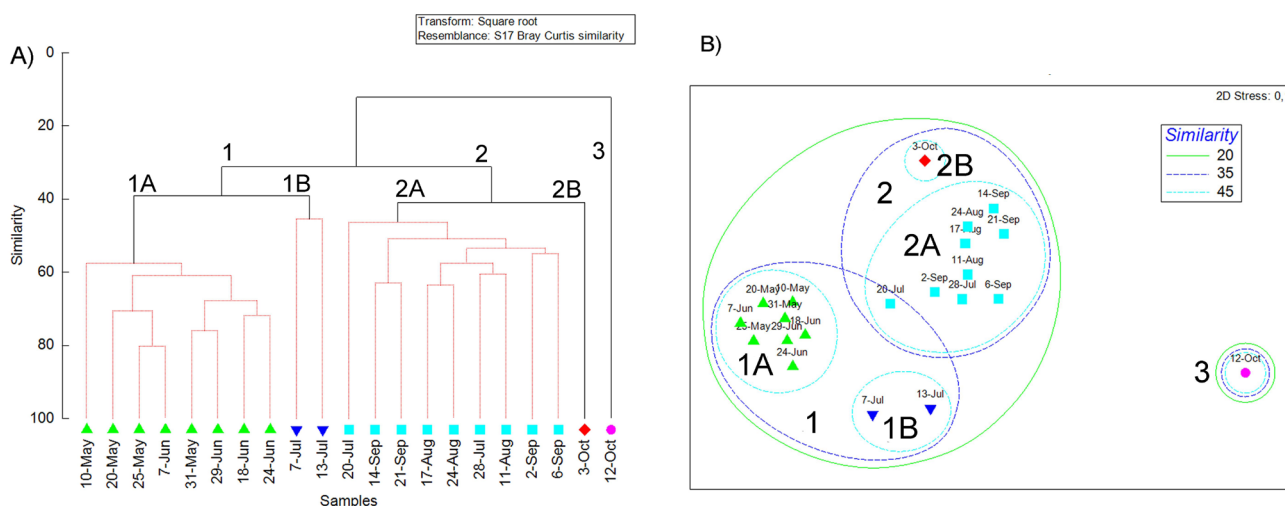 Transform: Square root
Resemblance: S17 Bray Curtis similarity
A)
0
20
40
60
80
100
Similarity
1
2
3
1A
1B
2A
2B
10-May
20-May
25-May
7-Jun
31-May
29-Jun
18-Jun
24-Jun
7-Jul
13-Jul
20-Jul
14-Sep
21-Sep
17-Aug
24-Aug
28-Jul
11-Aug
2-Sep
6-Sep
3-Oct
12-Oct
Samples
B)
2D Stress: 0,
Similarity
20
35
45
3-Oct
2B
2
14-Sep
24-Aug
21-Sep
17-Aug
2A
11-Aug
20-Jul
2-Sep
28-Jul
6-Sep
20-May
10-May
7-Jun
31-May
18-Jun
25-May
29-Jun
24-Jun
1A
12-Oct
3
7-Jul
13-Jul
1
1B